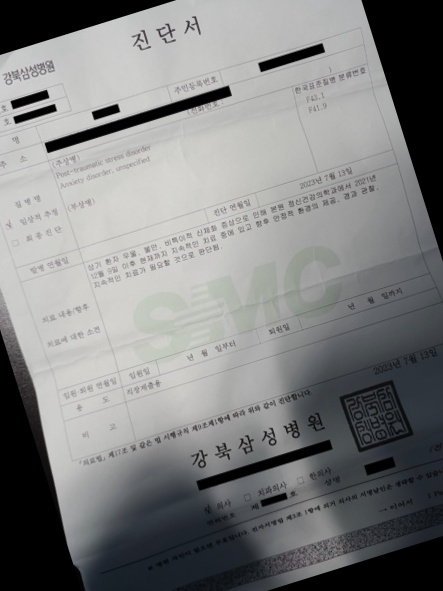 진 단 서
강북삼성병원
호
호
주민등록번호
명
(전화번호)
주 소
한국표준질병 분류번호
(주상병)
Post-traumatic stress disorder
Anxiety disorder, unspecified
F43.1
F41.9
질 병 명
(부상병)
임상적 추정
□ 최 종 진 단
발병 연월일
진단 연월일
2023년 7월 13일
상기 환자 우울, 불안, 비특이적 신체화 증상으로 인해 본원 정신건강의학과에서 2021년
12월 9일 이후 현재까지 지속적인 치료 중에 있고 향후 안정적 환경의 제공, 경과 관찰,
지속적인 치료가 필요할 것으로 판단됨.
치료 내용/향후
치료에 대한 소견
SMC
입원·퇴원 연월일
입원일
년 월 일부터
퇴원일
년 월 일까지
용 도
직장제출용
비 고
「의료법」 제17조 및 같은 법 시행규칙 제9조제1항에 따라 위와 같이 진단합니다.
2023년 7월 13일
강 북 삼 성 병 원
의사 □ 치과의사 □ 한의사
면허번호 제 호 성명